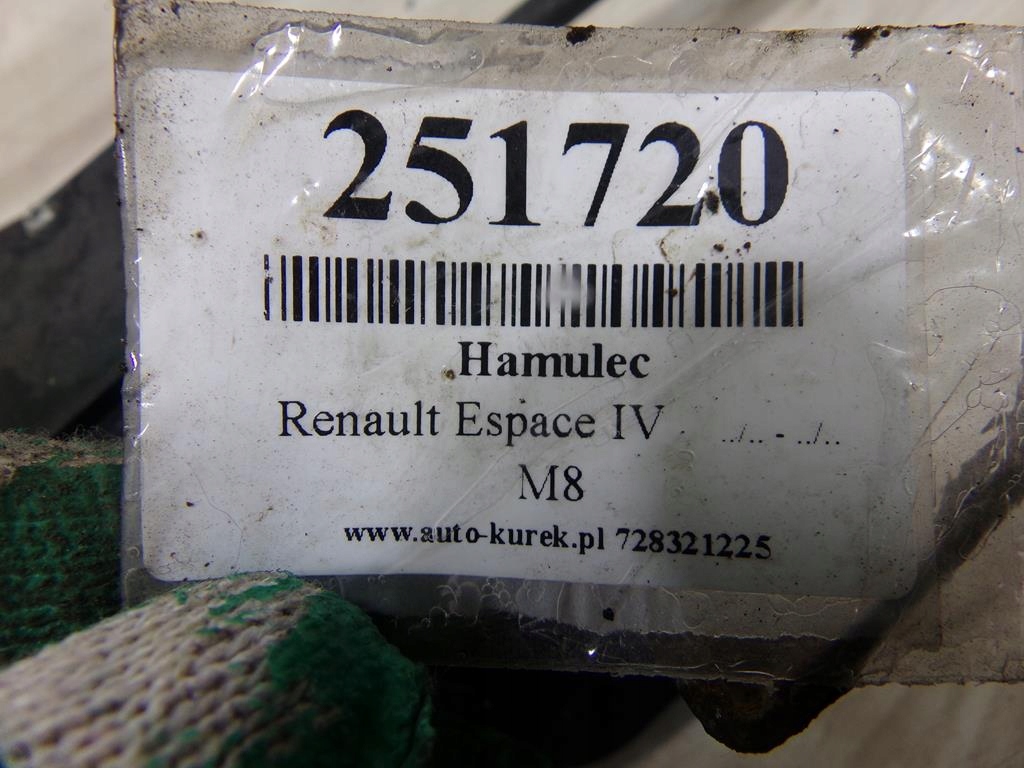 251720
Hamulec
Renault Espace IV ../.. - ../..
M8
www.auto-kurek.pl 728321225